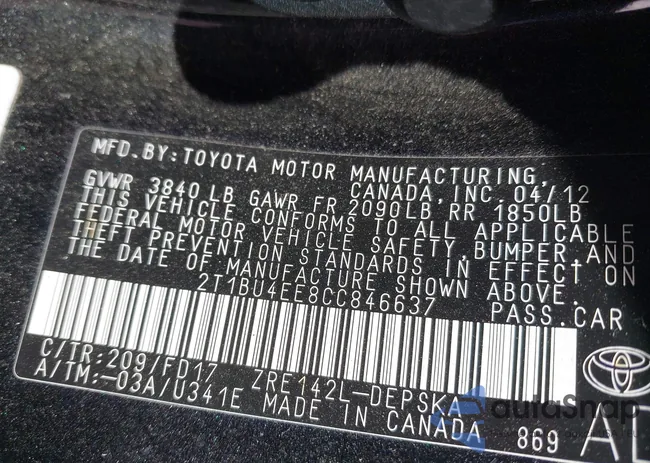 MFD.BY:TOYOTA MOTOR MANUFACTURING,
CANADA,INC.04/12
GVWR 3840 LB GAWR FR 2090LB RR 1850LB
THIS VEHICLE CONFORMS TO ALL APPLICABLE
FEDERAL MOTOR VEHICLE SAFETY,BUMPER,AND
THEFT PREVENTION STANDARDS IN EFFECT ON
THE DATE OF MANUFACTURE SHOWN ABOVE.
2T1BU4EE8CC846637 PASS.CAR
C/TR:209/FD17 ZRE142L-DEPSKA
A/TM:-03A/U341E MADE IN CANADA 869
autoSnap